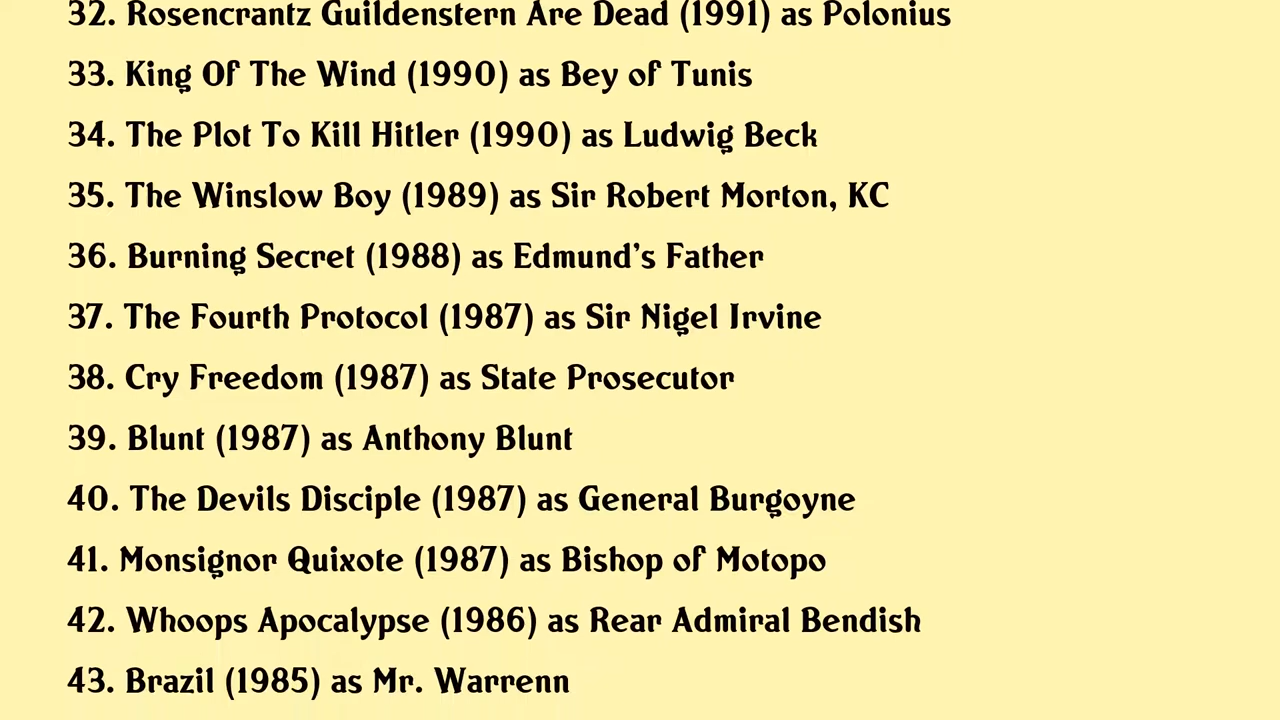 32. Rosencrantz Guildenstern Are Dead (1991) as Polonius
33. King Of The Wind (1990) as Bey of Tunis
34. The Plot To Kill Hitler (1990) as Ludwig Beck
35. The Winslow Boy (1989) as Sir Robert Morton, KC
36. Burning Secret (1988) as Edmund's Father
37. The Fourth Protocol (1987) as Sir Nigel Irvine
38. Cry Freedom (1987) as State Prosecutor
39. Blunt (1987) as Anthony Blunt
40. The Devils Disciple (1987) as General Burgoyne
41. Monsignor Quixote (1987) as Bishop of Motopo
42. Whoops Apocalypse (1986) as Rear Admiral Bendish
43. Brazil (1985) as Mr. Warrenn